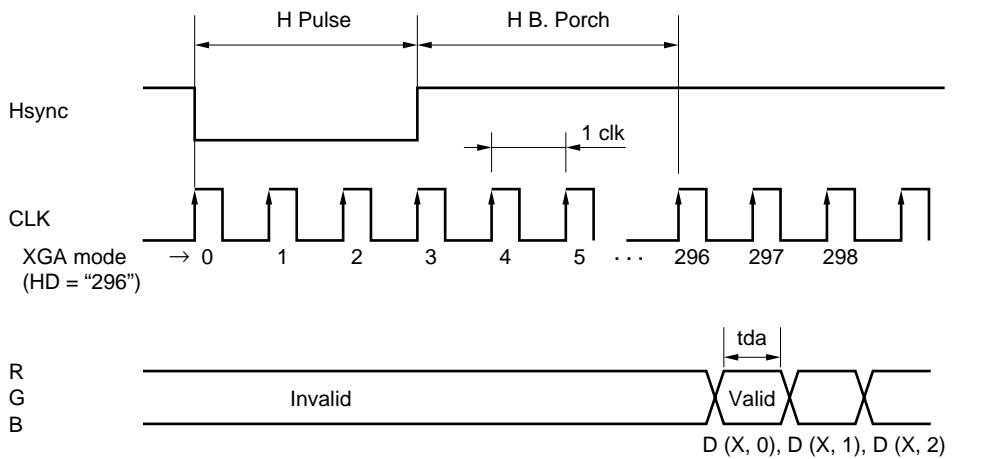 H Pulse H B. Porch
Hsync
1 clk
CLK
XGA mode → 0 1 2 3 4 5 ··· 296 297 298
(HD = “296”)
tda
R
G Invalid Valid
B
D (X, 0), D (X, 1), D (X, 2)